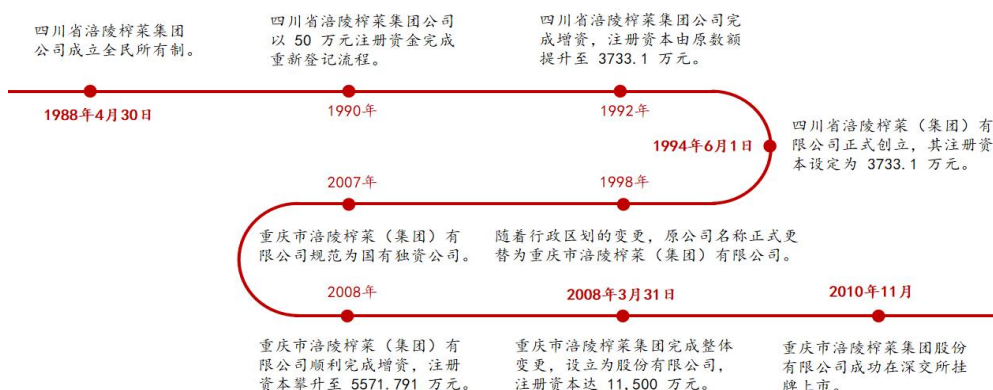 四川省涪陵榨菜集团
公司成立全民所有制。
1988年4月30日
四川省涪陵榨菜集团公司
以 50 万元注册资金完成
重新登记流程。
1990年
四川省涪陵榨菜集团公司完
成增资，注册资本由原数额
提升至 3733.1 万元。
1992年
1994年6月1日
四川省涪陵榨菜（集团）有
限公司正式创立，其注册资
本设定为 3733.1 万元。
1998年
随着行政区划的变更，原公司名称正式更
替为重庆市涪陵榨菜（集团）有限公司。
2007年
重庆市涪陵榨菜（集团）有
限公司规范为国有独资公司。
2008年
重庆市涪陵榨菜（集团）有
限公司顺利完成增资，注册
资本攀升至 5571.791 万元。
2008年3月31日
重庆市涪陵榨菜集团完成整体
变更，设立为股份有限公司，
注册资本达 11,500 万元。
2010年11月
重庆市涪陵榨菜集团股份
有限公司成功在深交所挂
牌上市。